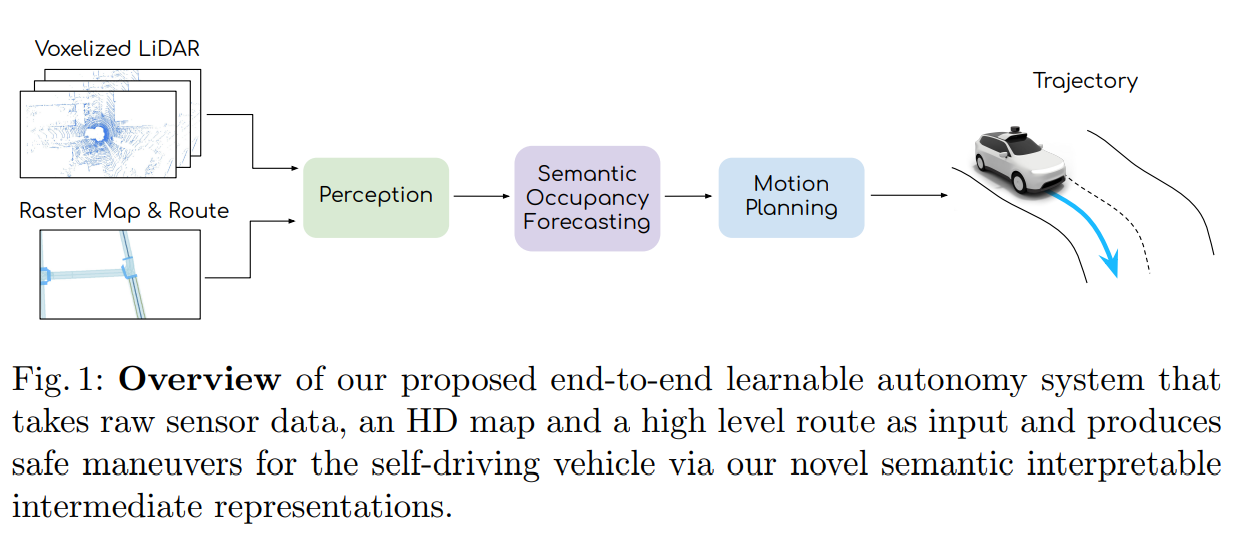 Voxelized LiDAR
Raster Map & Route
Perception
Semantic
Occupancy
Forecasting
Motion
Planning
Trajectory
Fig. 1: Overview of our proposed end-to-end learnable autonomy system that
takes raw sensor data, an HD map and a high level route as input and produces
safe maneuvers for the self-driving vehicle via our novel semantic interpretable
intermediate representations.